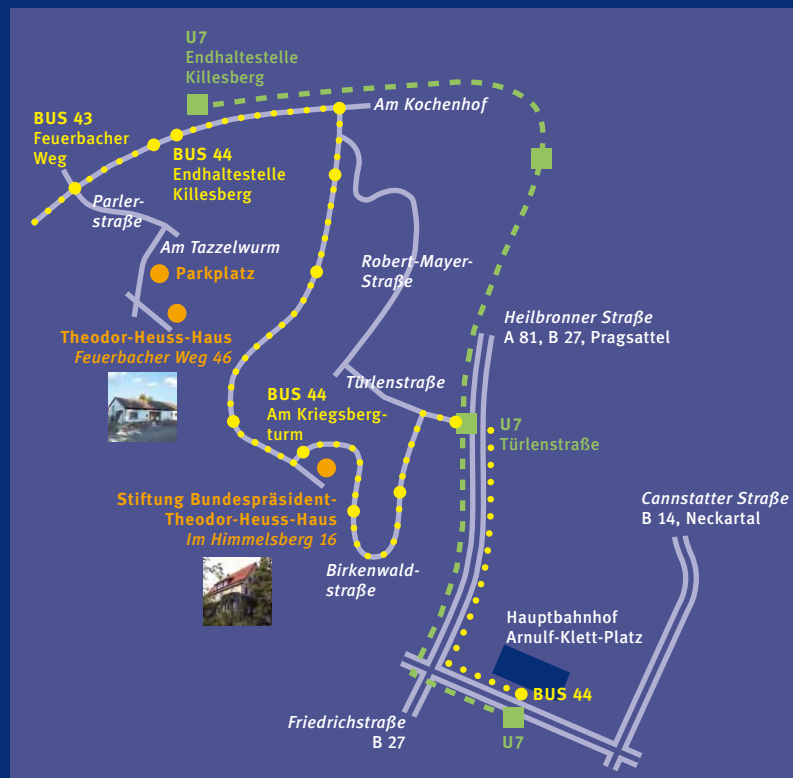 U7
Endhaltestelle
Killesberg
Am Kochenhof
BUS 43
Feuerbacher
Weg
BUS 44
Endhaltestelle
Killesberg
Parler-
straße
Am Tazzelwurm
Parkplatz
Robert-Mayer-
Straße
Heilbronner Straße
A 81, B 27, Pragsattel
Theodor-Heuss-Haus
Feuerbacher Weg 46
Türlenstraße
BUS 44
Am Kriegsberg-
turm
U7
Türlenstraße
Stiftung Bundespräsident-
Theodor-Heuss-Haus
Im Himmelsberg 16
Cannstatter Straße
B 14, Neckartal
Birkenwald-
straße
Hauptbahnhof
Arnulf-Klett-Platz
BUS 44
Friedrichstraße
B 27
U7